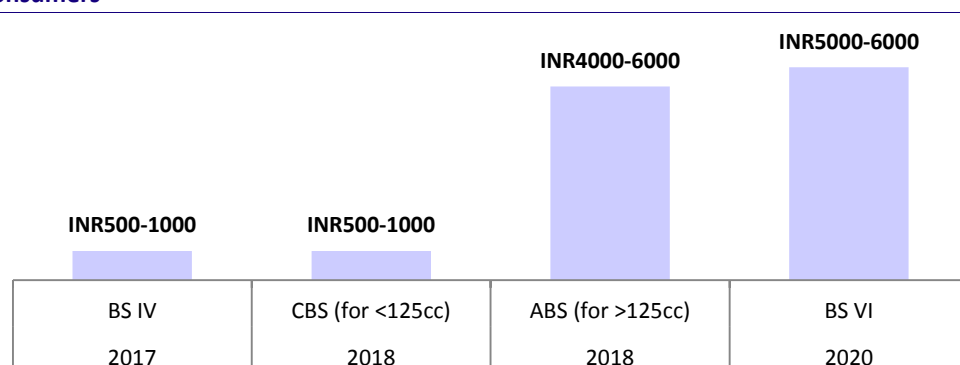 INR5000-6000
INR4000-6000
INR500-1000 INR500-1000
BS IV CBS (for <125cc) ABS (for >125cc) BS VI
2017 2018 2018 2020